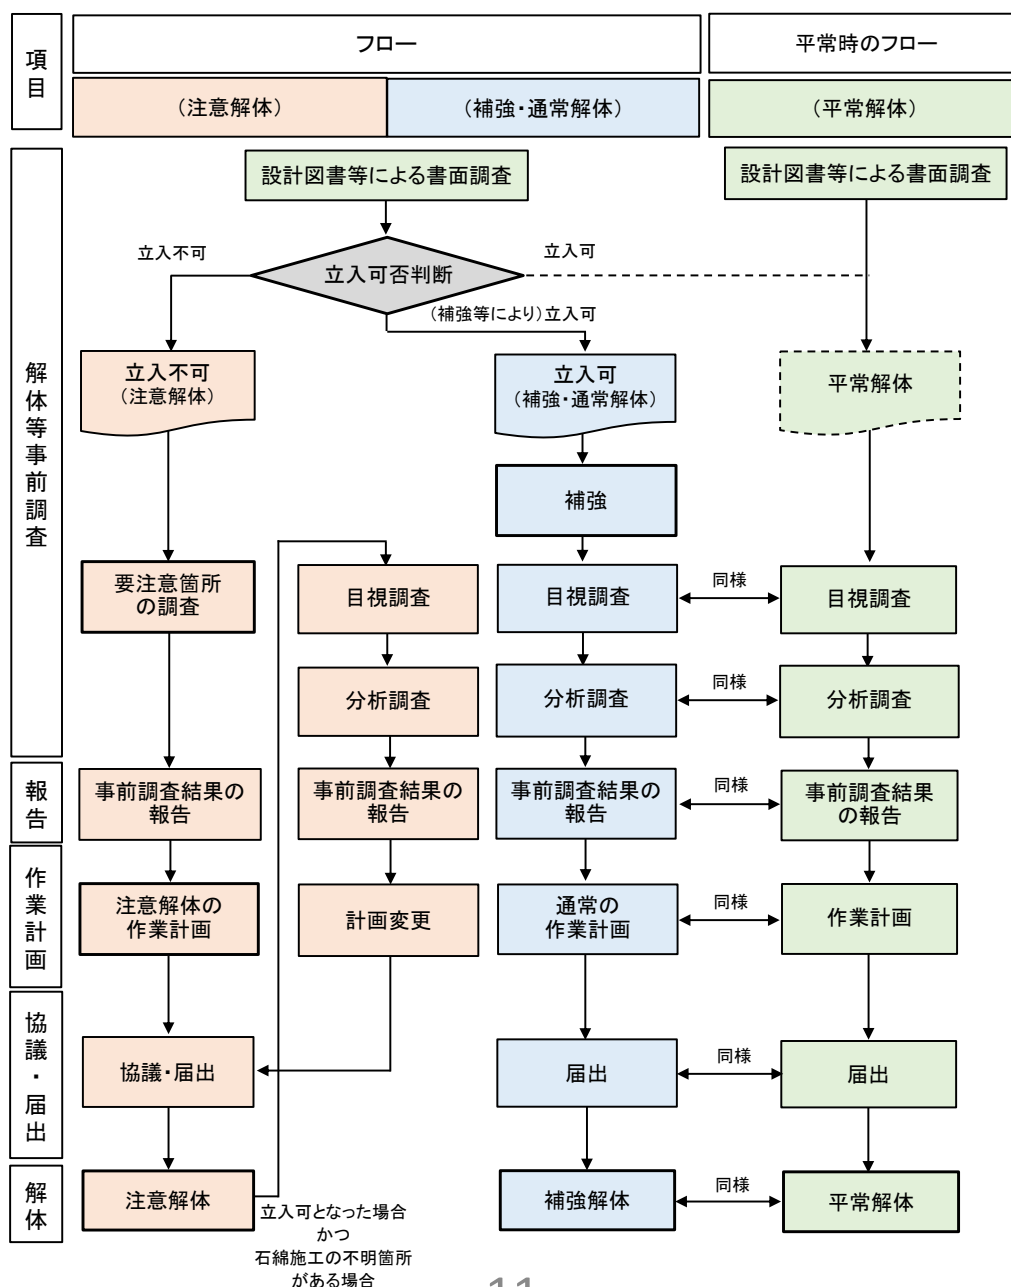 項
目
フロー
平常時のフロー
(注意解体)
(補強・通常解体)
(平常解体)
解
体
等
事
前
調
査
設計図書等による書面調査
設計図書等による書面調査
立入不可
立入可否判断
立入可
(補強等により)立入可
立入不可
(注意解体)
立入可
(補強・通常解体)
平常解体
補強
要注意箇所
の調査
目視調査
目視調査
同様
目視調査
分析調査
分析調査
同様
分析調査
報
告
事前調査結果の
報告
事前調査結果の
報告
事前調査結果の
報告
同様
事前調査結果
の報告
作
業
計
画
注意解体の
作業計画
計画変更
通常の
作業計画
同様
作業計画
協
議
・
届
出
協議・届出
届出
同様
届出
解
体
注意解体
立入可となった場合
かつ
石綿施工の不明箇所
がある場合
補強解体
同様
平常解体
11